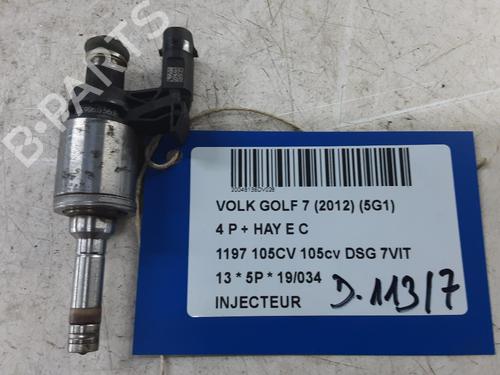 B-PARTS
20048136DV028
VOLK GOLF 7 (2012) (5G1)
4 P + HAY E C
1197 105CV 105cv DSG 7VIT
13 * 5P * 19/034
INJECTEUR
D.113/7